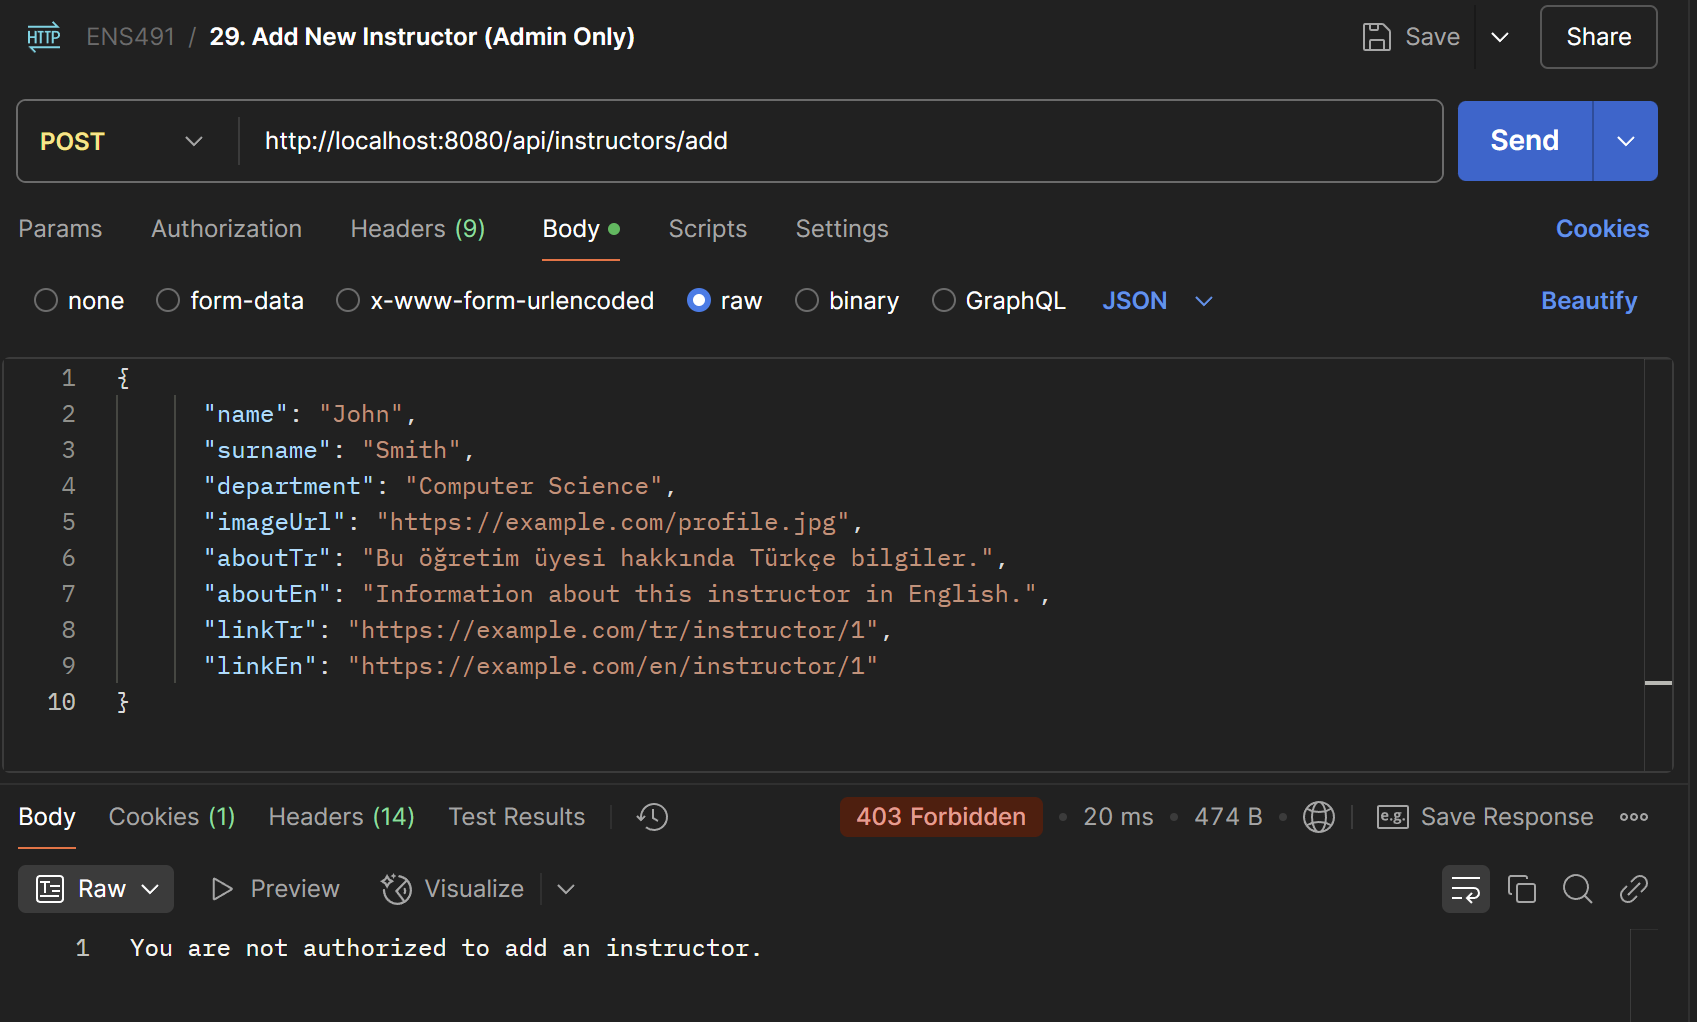 HTTP ENS491 / 29. Add New Instructor (Admin Only) Save Share
POST http://localhost:8080/api/instructors/add Send
Params Authorization Headers (9) Body Scripts Settings Cookies
none form-data x-www-form-urlencoded raw binary GraphQL JSON Beautify
1 {
2 "name": "John",
3 "surname": "Smith",
4 "department": "Computer Science",
5 "imageUrl": "https://example.com/profile.jpg",
6 "aboutTr": "Bu öğretim üyesi hakkında Türkçe bilgiler.",
7 "aboutEn": "Information about this instructor in English.",
8 "linkTr": "https://example.com/tr/instructor/1",
9 "linkEn": "https://example.com/en/instructor/1"
10 }
Body Cookies (1) Headers (14) Test Results 403 Forbidden • 20 ms • 474 B • e.g. Save Response
Raw Preview Visualize
1 You are not authorized to add an instructor.